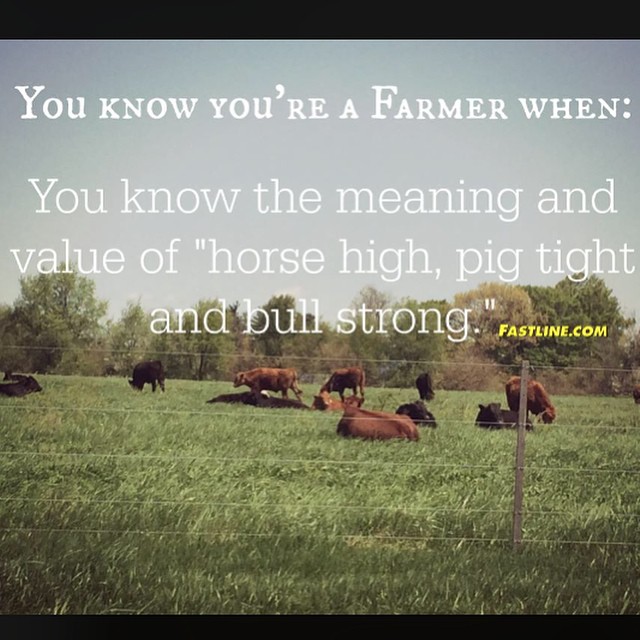 You know you're a Farmer when:
You know the meaning and
value of "horse high, pig tight
and bull strong."
Fastline.com